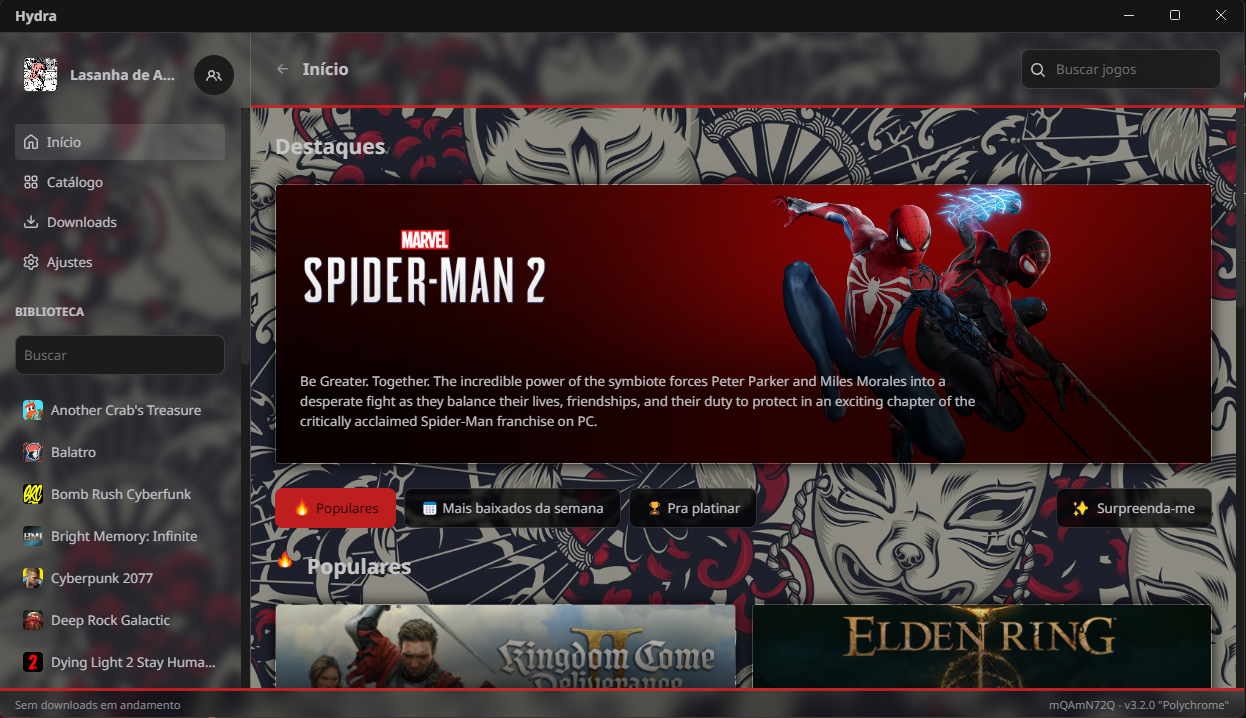 Hydra
Lasanha de A...
Início
Buscar jogos
Início
Catálogo
Downloads
Ajustes
BIBLIOTECA
Buscar
Another Crab's Treasure
Balatro
Bomb Rush Cyberfunk
Bright Memory: Infinite
Cyberpunk 2077
Deep Rock Galactic
Dying Light 2 Stay Huma...
Destaques
MARVEL
SPIDER-MAN 2
Be Greater. Together. The incredible power of the symbiote forces Peter Parker and Miles Morales into a
desperate fight as they balance their lives, friendships, and their duty to protect in an exciting chapter of the
critically acclaimed Spider-Man franchise on PC.
Populares
Mais baixados da semana
Pra platinar
Surpreenda-me
Populares
Kingdom Come
II
Deliverance
ELDEN RING
Sem downloads em andamento
mQAmN72Q - v3.2.0 "Polychrome"